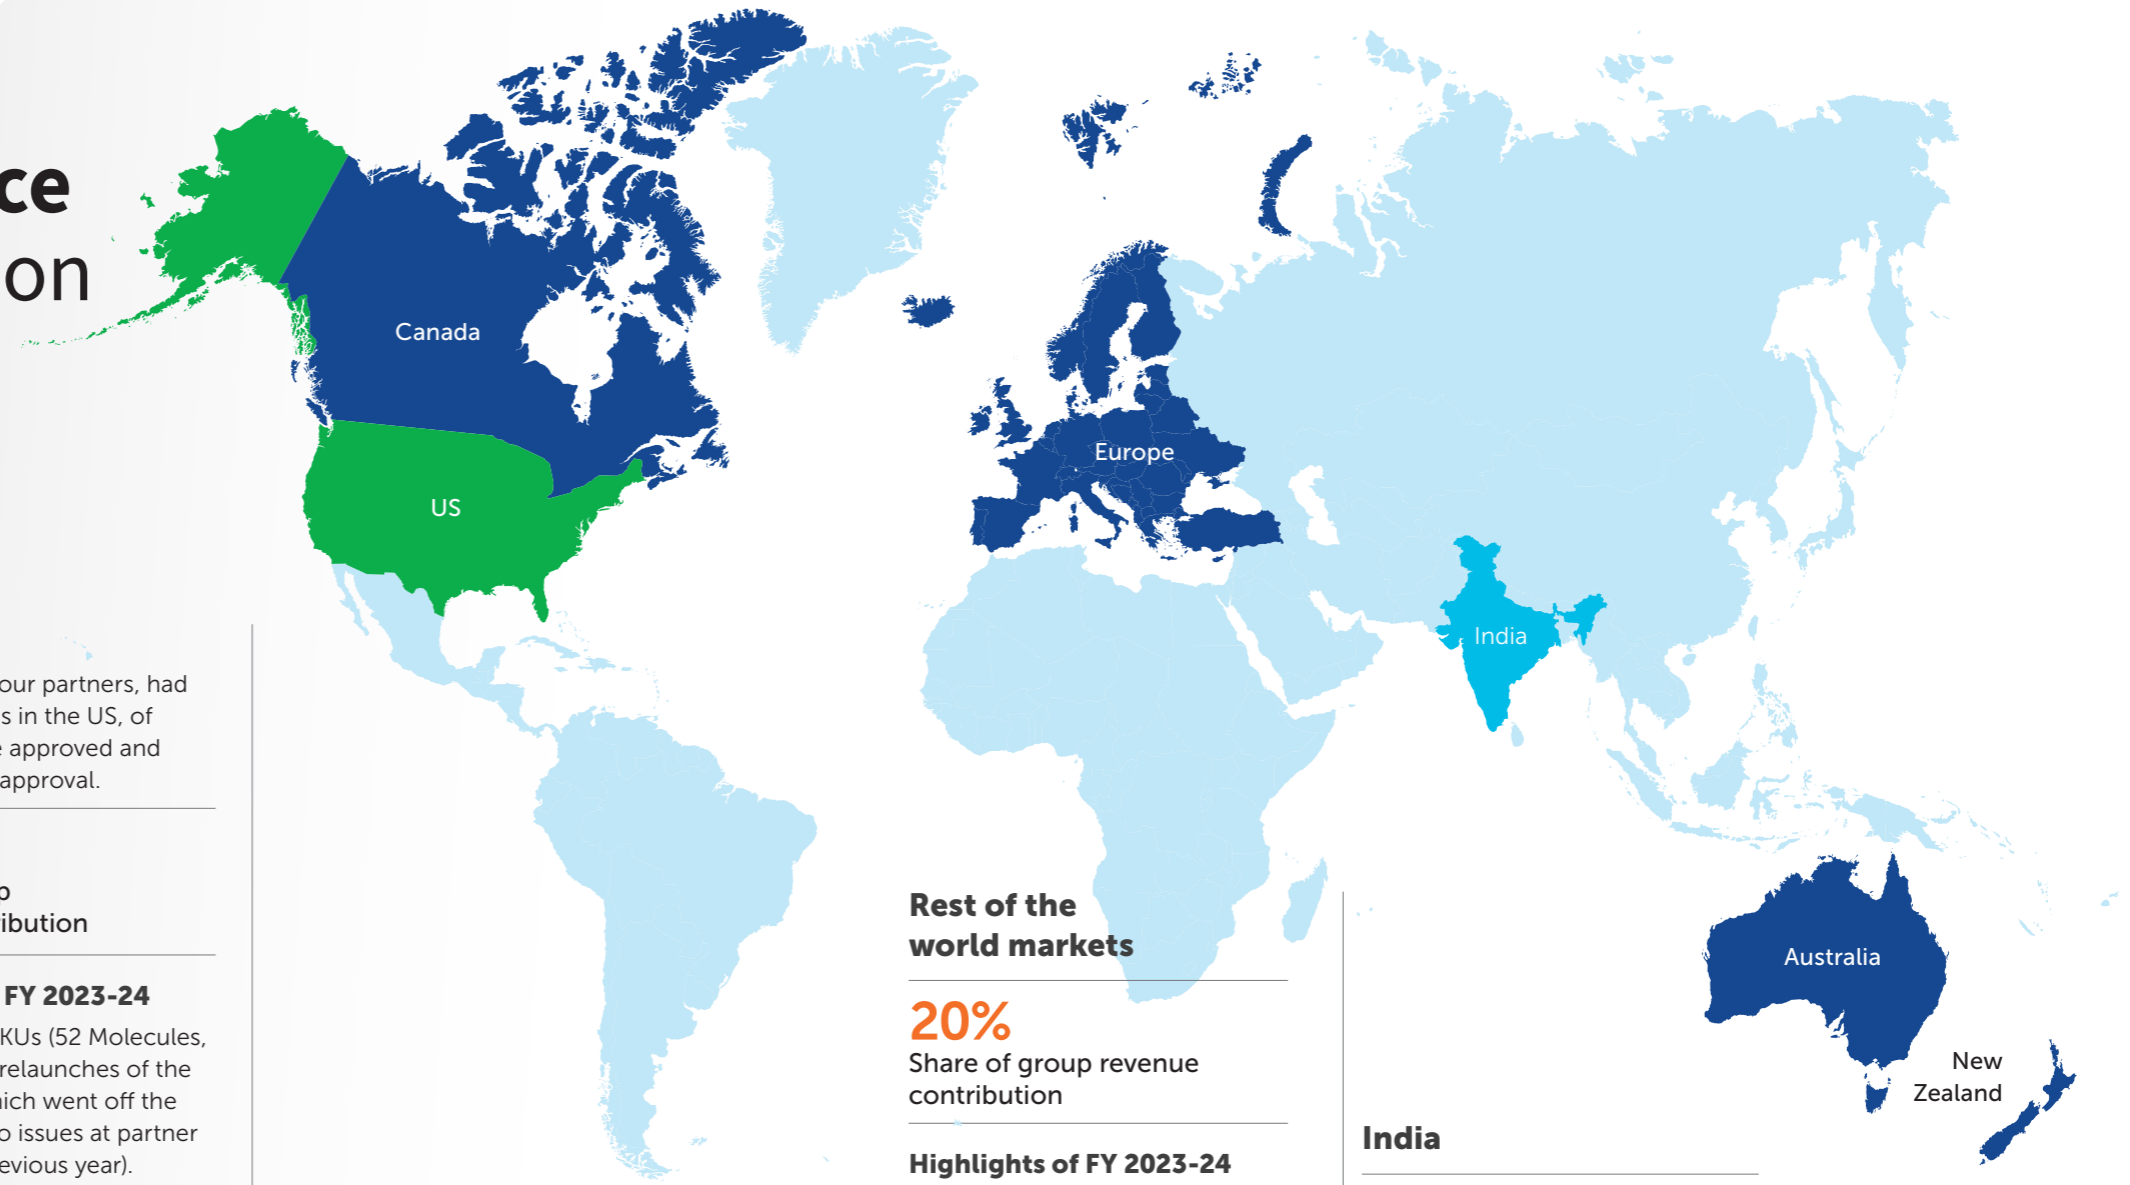 ce
on
our partners, had
s in the US, of
e approved and
approval.
p
ibution
FY 2023-24
KUs (52 Molecules,
relaunches of the
ich went off the
o issues at partner
evious year).
Canada
US
Europe
India
Australia
New
Zealand
Rest of the
world markets
20%
Share of group revenue
contribution
Highlights of FY 2023-24
India